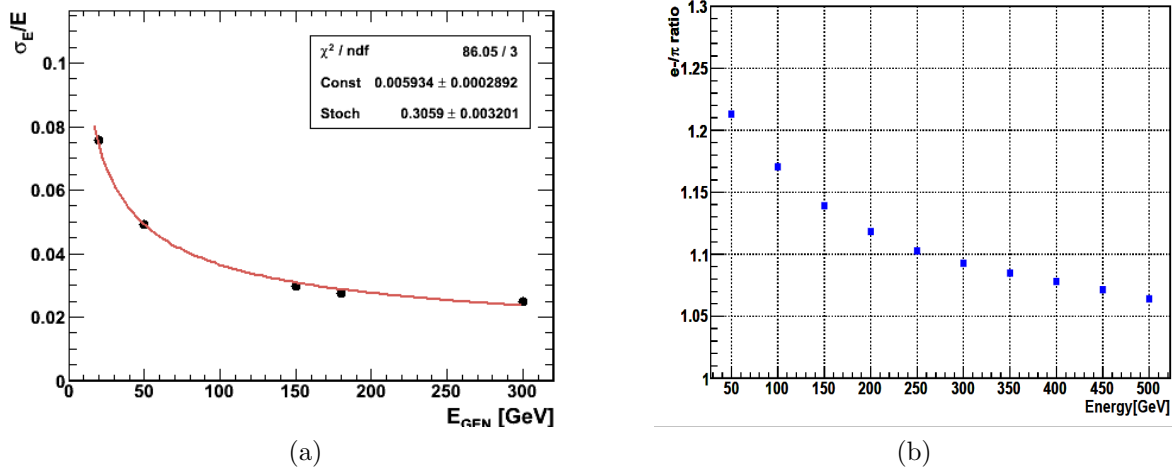 σ_E/E
χ² / ndf 86.05 / 3
Const 0.005934 ± 0.0002892
Stoch 0.3059 ± 0.003201
0.1
0.08
0.06
0.04
0.02
0
0 50 100 150 200 250 300
E_GEN [GeV]
(a)
e-/π ratio
1.3
1.25
1.2
1.15
1.1
1.05
1
50 100 150 200 250 300 350 400 450 500
Energy[GeV]
(b)